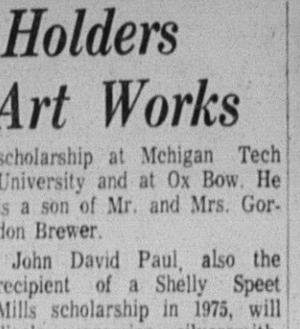 Holders
Art Works
scholarship at Mchigan Tech
University and at Ox Bow. He
is a son of Mr. and Mrs. Gor-
don Brewer.
John David Paul, also the
recipient of a Shelly Speet
Mills scholarship in 1975, will